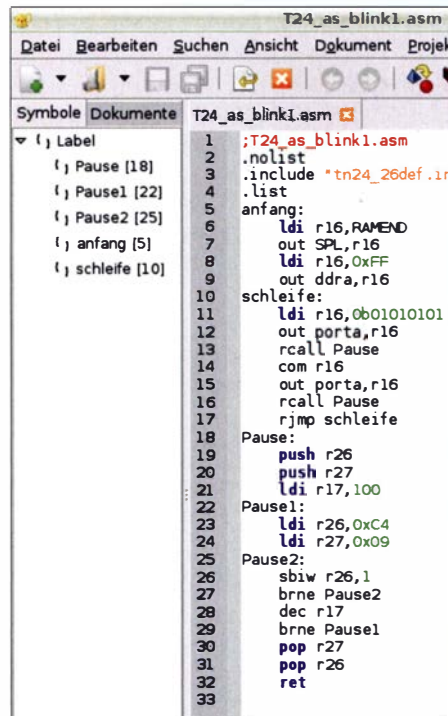 T24_as_blink1.asm
Datei Bearbeiten Suchen Ansicht Dokument Projek
Symbole Dokumente T24_as_blink1.asm
Label
Pause [18]
Pause1 [22]
Pause2 [25]
anfang [5]
schleife [10]
1 ;T24_as_blink1.asm
2 .nolist
3 .include "tn24_26def.in
4 .list
5 anfang:
6 ldi r16,RAMEND
7 out SPL,r16
8 ldi r16,0xFF
9 out ddra,r16
10 schleife:
11 ldi r16,0b01010101
12 out porta,r16
13 rcall Pause
14 com r16
15 out porta,r16
16 rcall Pause
17 rjmp schleife
18 Pause:
19 push r26
20 push r27
21 ldi r17,100
22 Pause1:
23 ldi r26,0xC4
24 ldi r27,0x09
25 Pause2:
26 sbiw r26,1
27 brne Pause2
28 dec r17
29 brne Pause1
30 pop r27
31 pop r26
32 ret
33